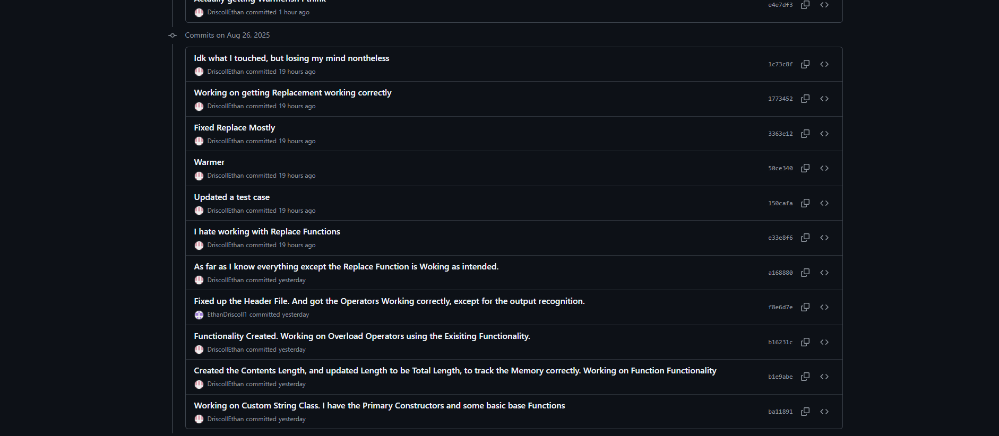 Actually getting Warmerish I think
DriscollEthan committed 1 hour ago
e4e7df3
Commits on Aug 26, 2025
Idk what I touched, but losing my mind nontheless
DriscollEthan committed 19 hours ago
1c73c8f
Working on getting Replacement working correctly
DriscollEthan committed 19 hours ago
1773452
Fixed Replace Mostly
DriscollEthan committed 19 hours ago
3363e12
Warmer
DriscollEthan committed 19 hours ago
50ce340
Updated a test case
DriscollEthan committed 19 hours ago
150cafa
I hate working with Replace Functions
DriscollEthan committed 19 hours ago
e33e8f6
As far as I know everything except the Replace Function is Woking as intended.
DriscollEthan committed yesterday
a168880
Fixed up the Header File. And got the Operators Working correctly, except for the output recognition.
EthanDriscoll1 committed yesterday
f8e6d7e
Functionality Created. Working on Overload Operators using the Exisiting Functionality.
DriscollEthan committed yesterday
b16231c
Created the Contents Length, and updated Length to be Total Length, to track the Memory correctly. Working on Function Functionality
DriscollEthan committed yesterday
b1e9abe
Working on Custom String Class. I have the Primary Constructors and some basic base Functions
DriscollEthan committed yesterday
ba11891